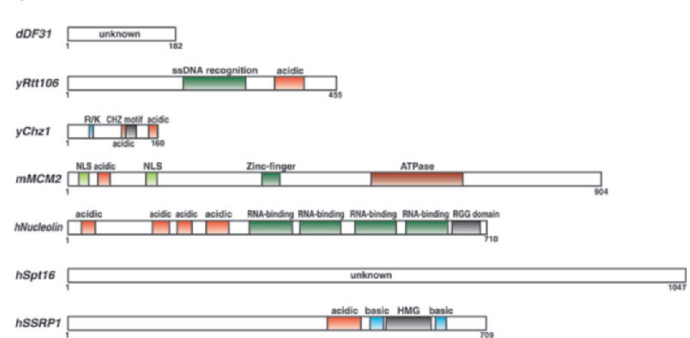 dDF31 unknown
1 182
ssDNA recognition acidic
yRtt106
1 455
R/K CHZ motif acidic
yChz1
1 acidic 160
NLS acidic NLS Zinc-finger ATPase
mMCM2
1 904
acidic acidic acidic acidic RNA-binding RNA-binding RNA-binding RNA-binding RGG domain
hNucleolin
1 710
hSpt16 unknown
1 1047
acidic basic HMG basic
hSSRP1
1 709